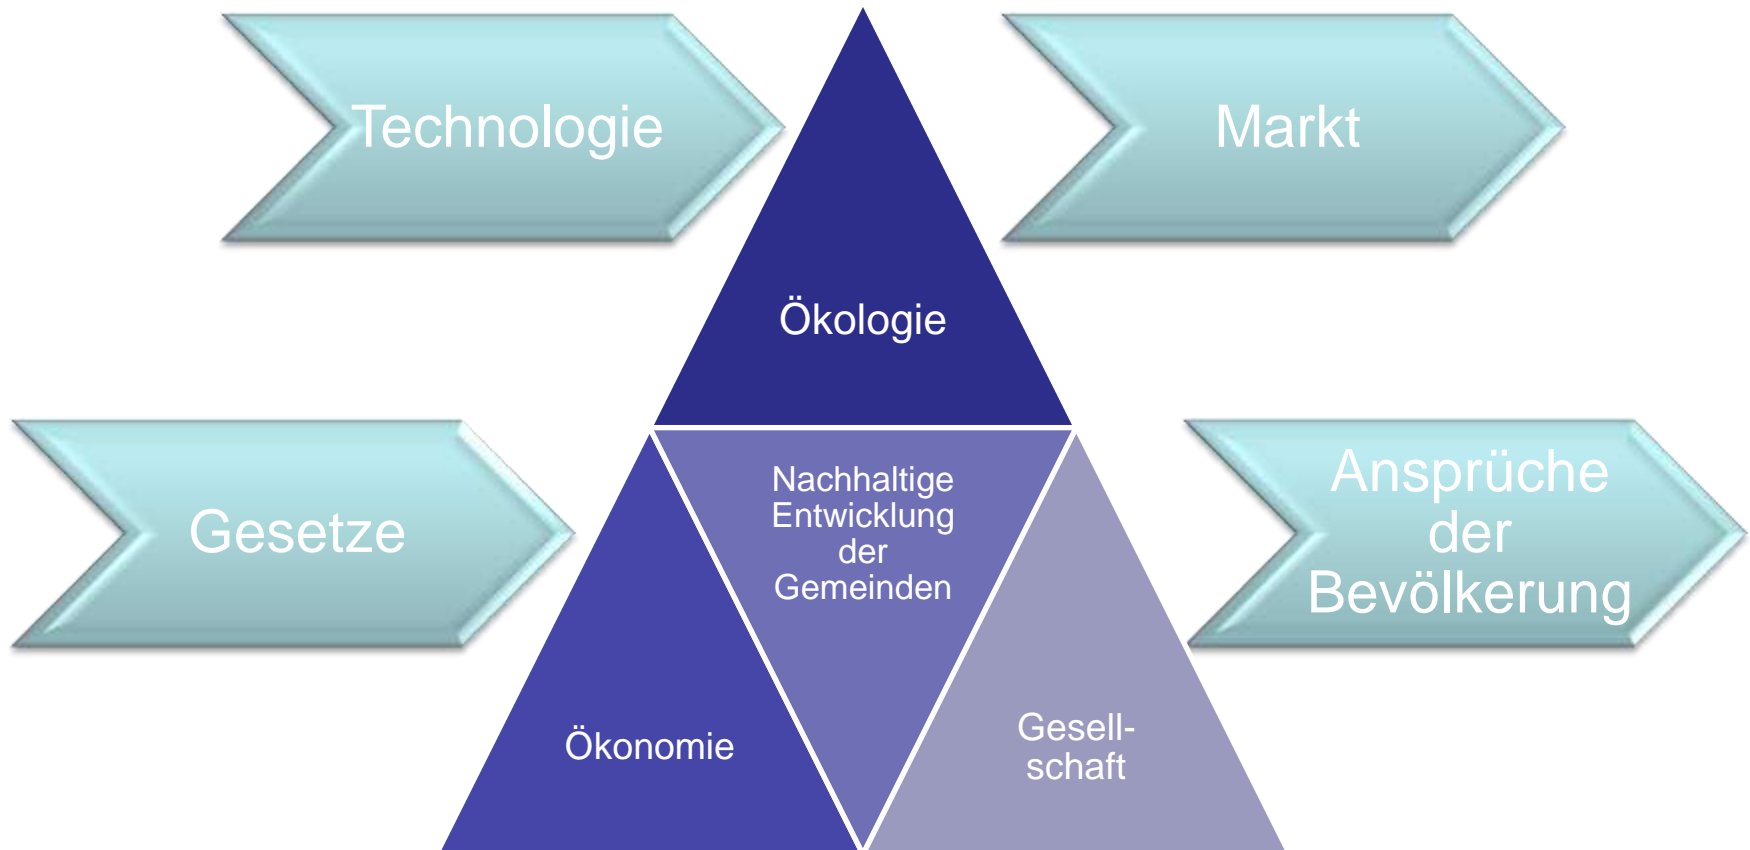 Technologie
Markt
Ökologie
Gesetze
Nachhaltige
Entwicklung
der
Gemeinden
Ansprüche
der
Bevölkerung
Ökonomie
Gesell-
schaft